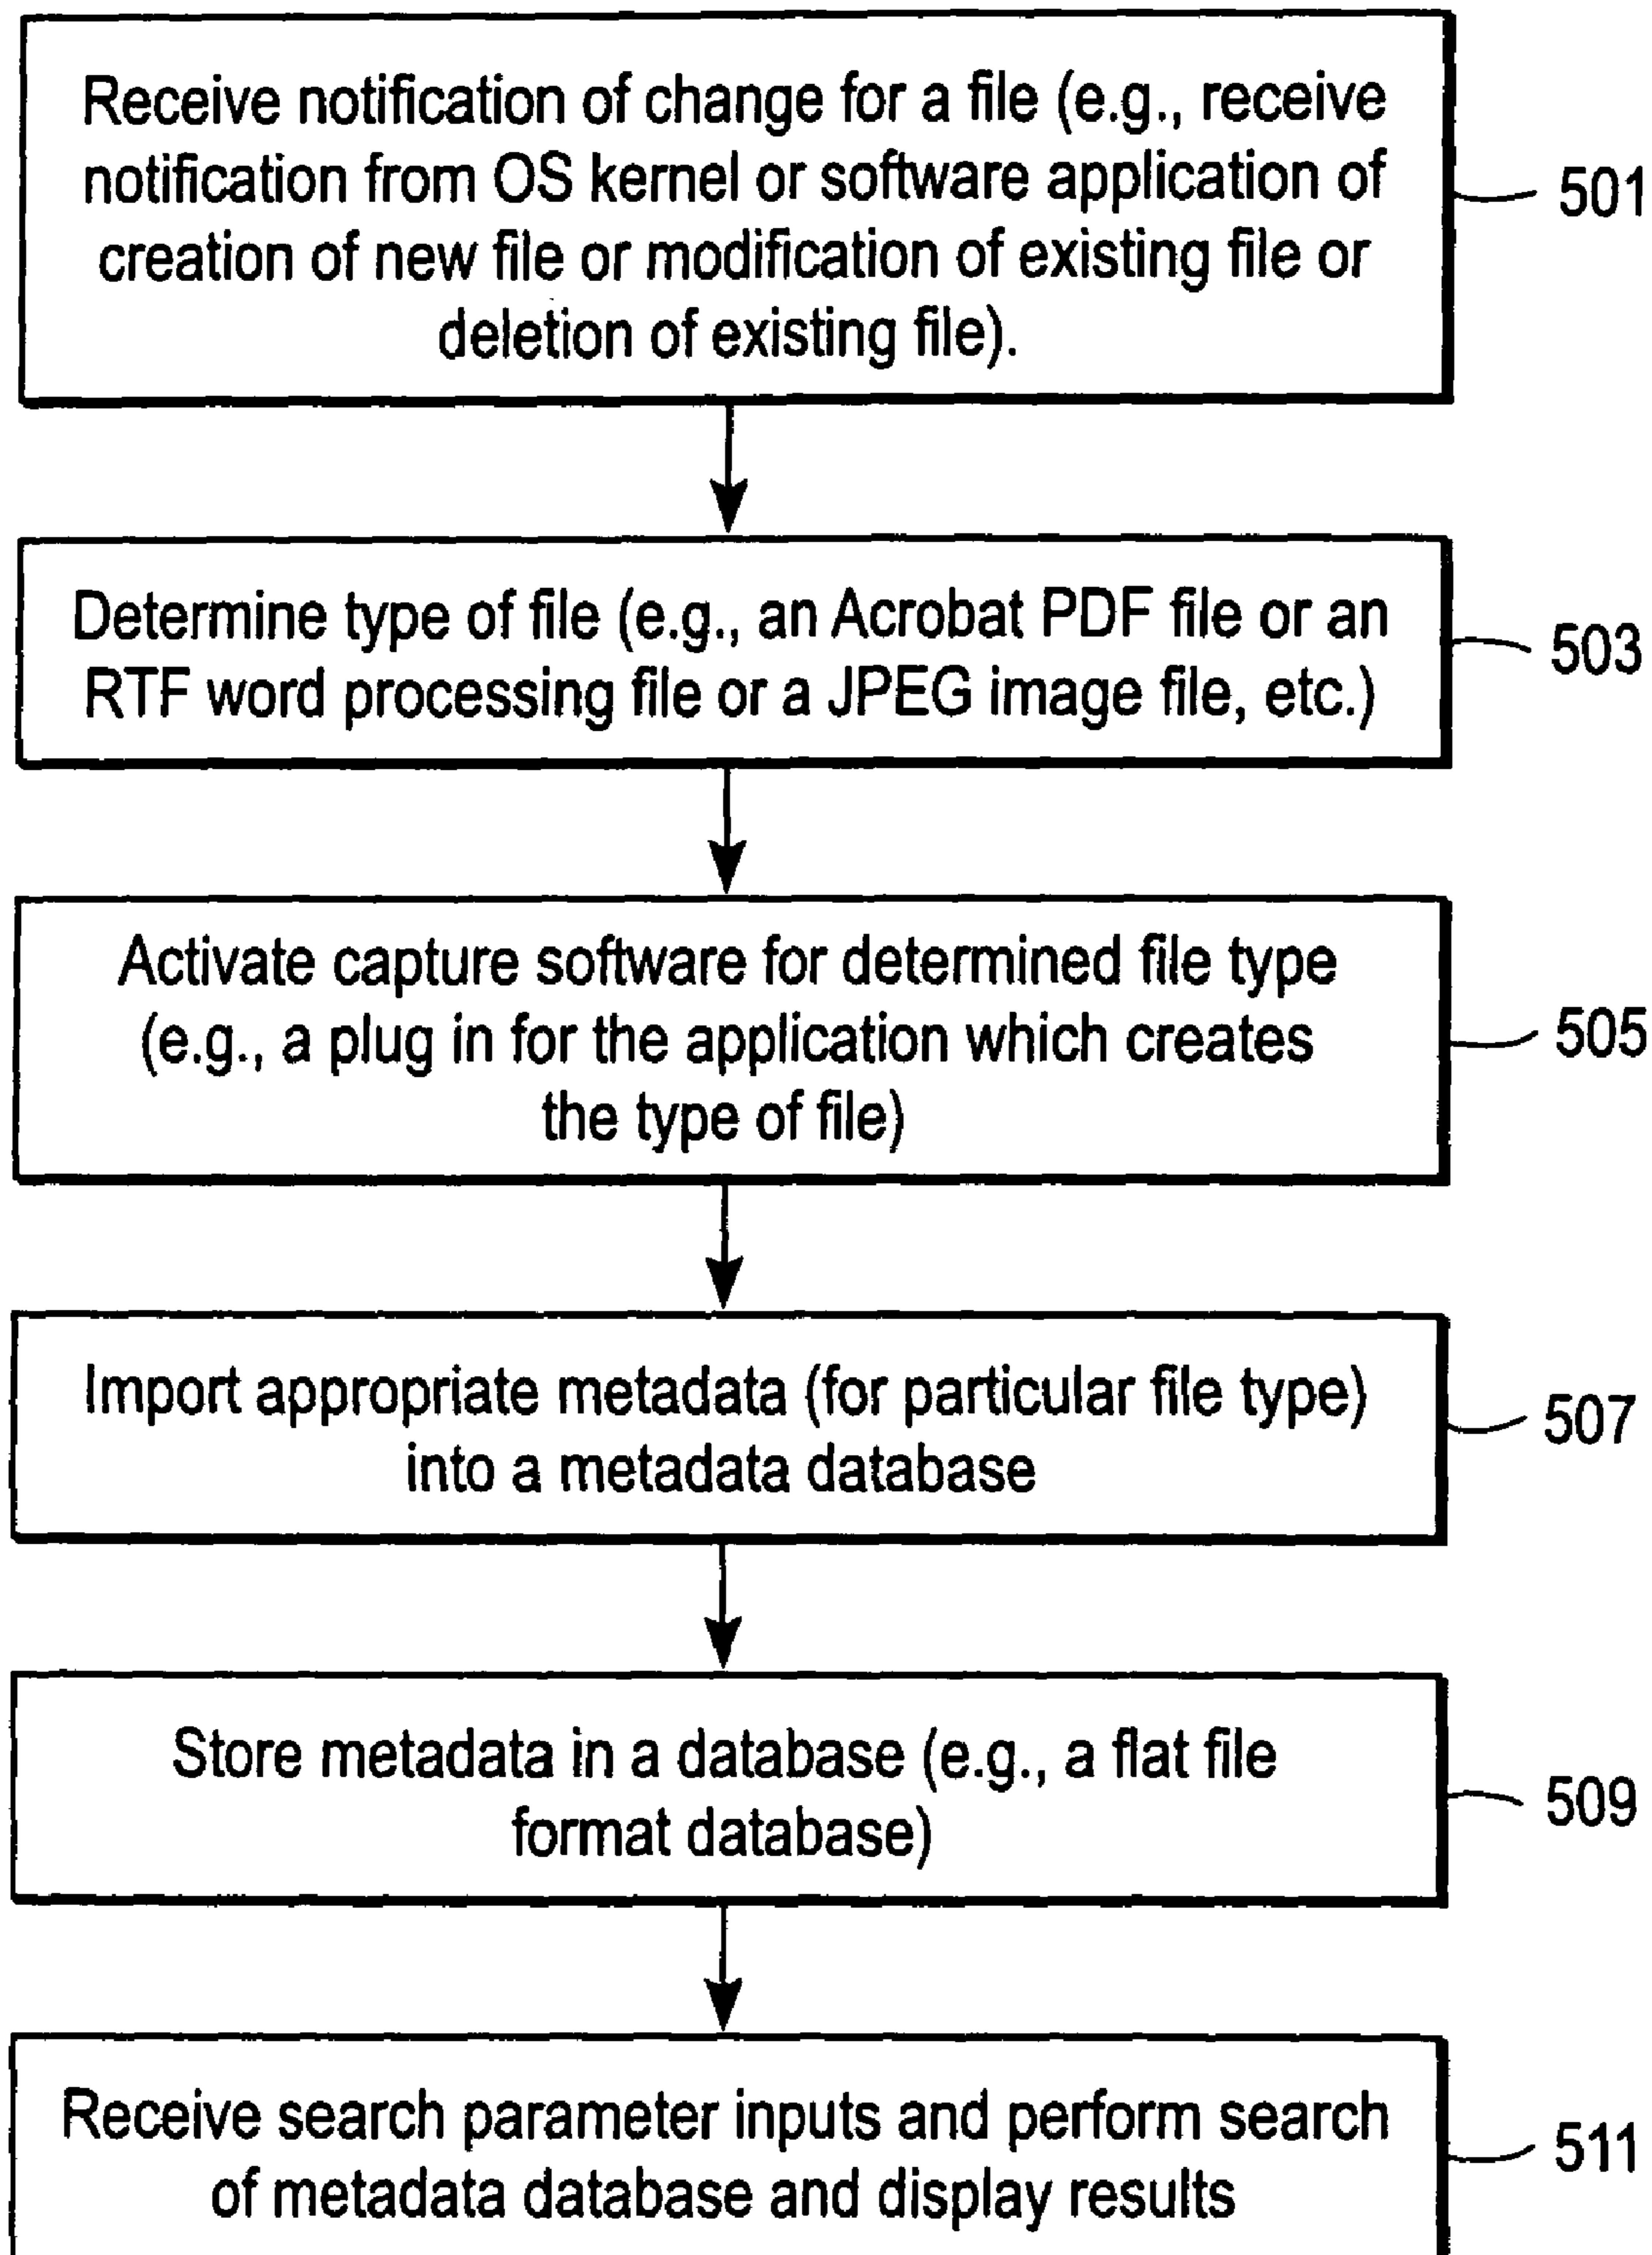 Receive notification of change for a file (e.g., receive
notification from OS kernel or software application of
creation of new file or modification of existing file or
deletion of existing file).
501
Determine type of file (e.g., an Acrobat PDF file or an
RTF word processing file or a JPEG image file, etc.)
503
Activate capture software for determined file type
(e.g., a plug in for the application which creates
the type of file)
505
Import appropriate metadata (for particular file type)
into a metadata database
507
Store metadata in a database (e.g., a flat file
format database)
509
Receive search parameter inputs and perform search
of metadata database and display results
511